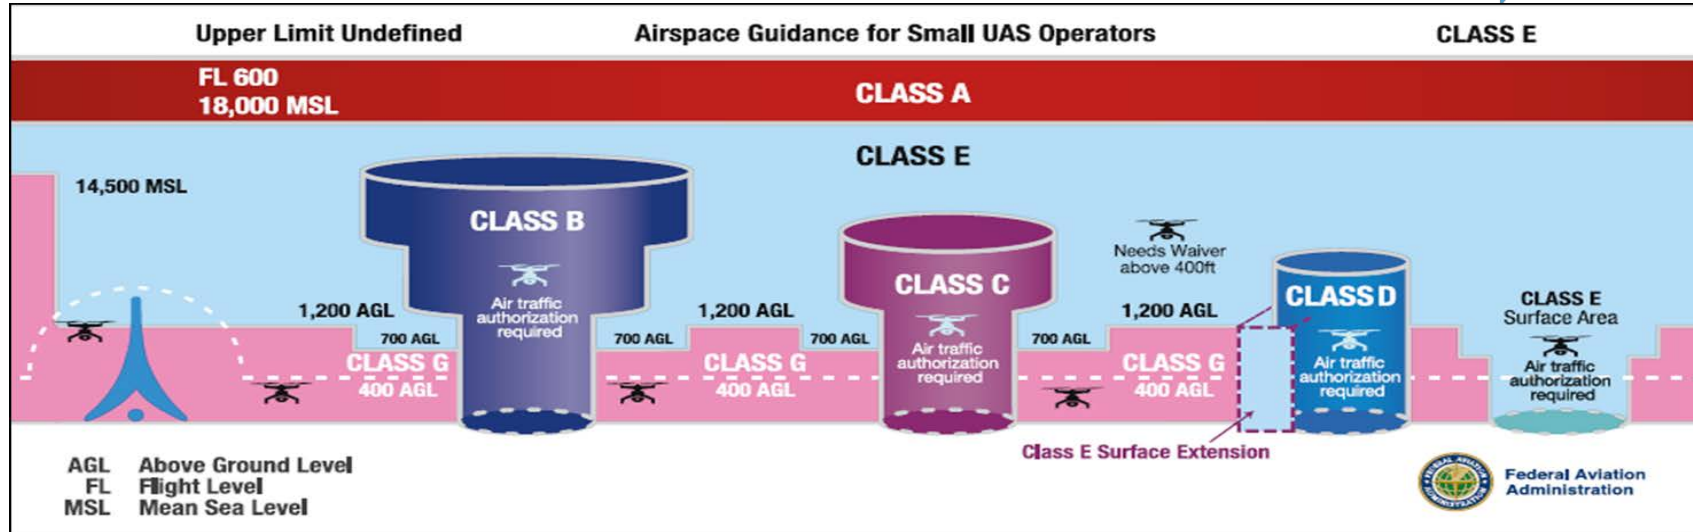 Upper Limit Undefined
Airspace Guidance for Small UAS Operators
CLASS E
FL 600
18,000 MSL
CLASS A
CLASS E
14,500 MSL
CLASS B
Air traffic
authorization
required
CLASS C
Air traffic
authorization
required
Needs Waiver
above 400ft
CLASS D
Air traffic
authorization
required
CLASS E
Surface Area
Air traffic
authorization
required
1,200 AGL
700 AGL
CLASS G
400 AGL
700 AGL
1,200 AGL
700 AGL
CLASS G
400 AGL
700 AGL
1,200 AGL
CLASS G
400 AGL
Class E Surface Extension
AGL Above Ground Level
FL Flight Level
MSL Mean Sea Level
FEDERAL AVIATION
ADMINISTRATION
Federal Aviation
Administration